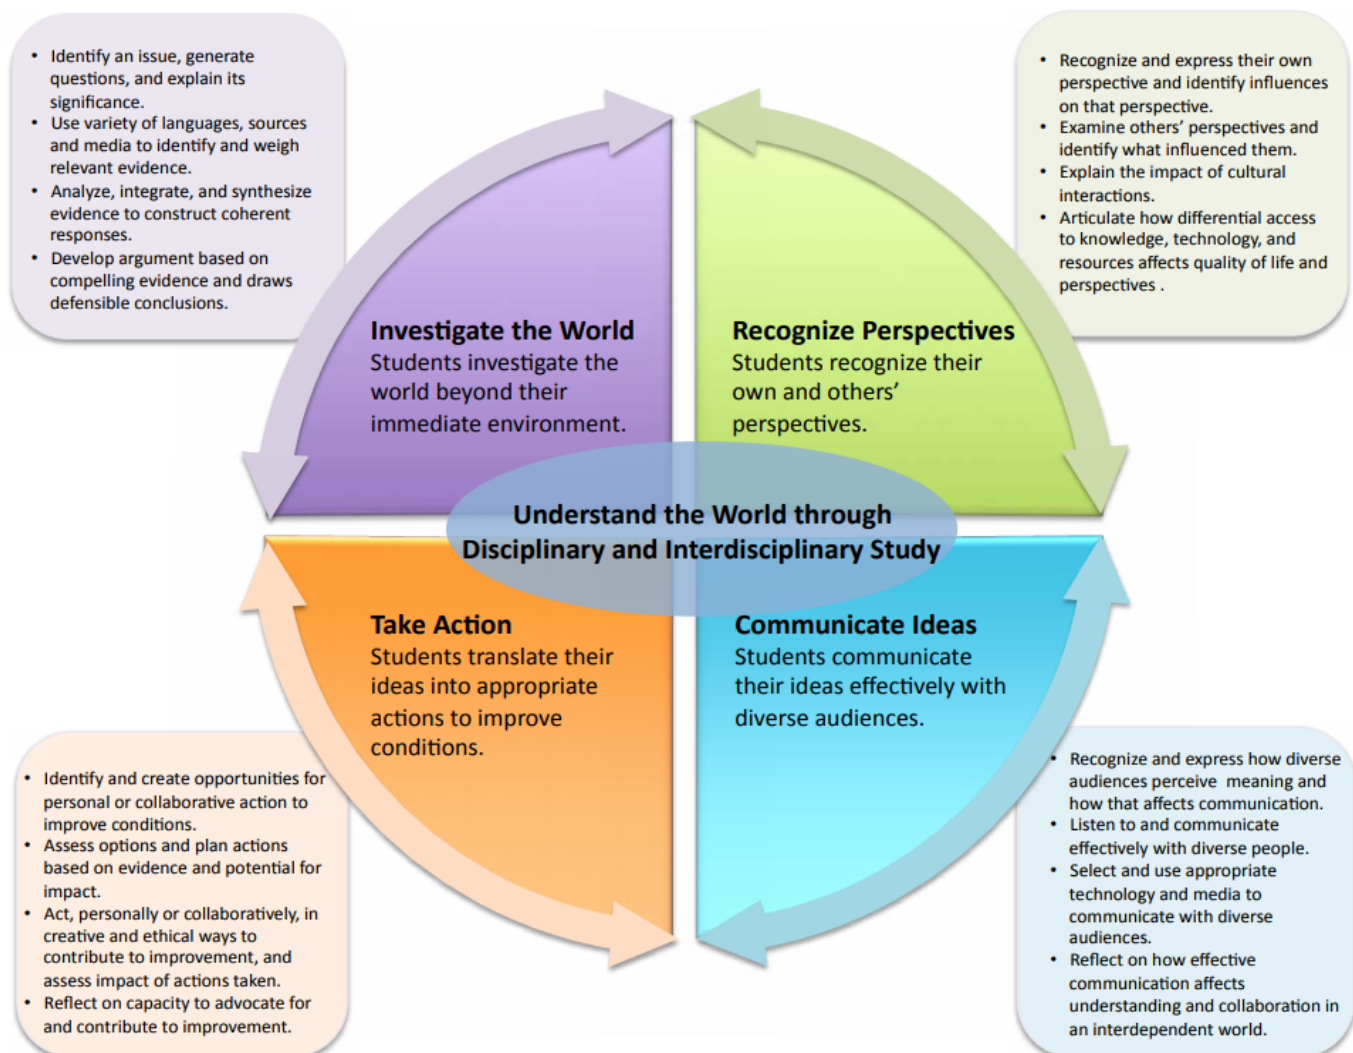 • Identify an issue, generate
questions, and explain its
significance.
• Use variety of languages, sources
and media to identify and weigh
relevant evidence.
• Analyze, integrate, and synthesize
evidence to construct coherent
responses.
• Develop argument based on
compelling evidence and draws
defensible conclusions.
• Recognize and express their own
perspective and identify influences
on that perspective.
• Examine others’ perspectives and
identify what influenced them.
• Explain the impact of cultural
interactions.
• Articulate how differential access
to knowledge, technology, and
resources affects quality of life and
perspectives .
Investigate the World
Students investigate the
world beyond their
immediate environment.
Recognize Perspectives
Students recognize their
own and others’
perspectives.
Understand the World through
Disciplinary and Interdisciplinary Study
Take Action
Students translate their
ideas into appropriate
actions to improve
conditions.
Communicate Ideas
Students communicate
their ideas effectively with
diverse audiences.
• Identify and create opportunities for
personal or collaborative action to
improve conditions.
• Assess options and plan actions
based on evidence and potential for
impact.
• Act, personally or collaboratively, in
creative and ethical ways to
contribute to improvement, and
assess impact of actions taken.
• Reflect on capacity to advocate for
and contribute to improvement.
• Recognize and express how diverse
audiences perceive meaning and
how that affects communication.
• Listen to and communicate
effectively with diverse people.
• Select and use appropriate
technology and media to
communicate with diverse
audiences.
• Reflect on how effective
communication affects
understanding and collaboration in
an interdependent world.